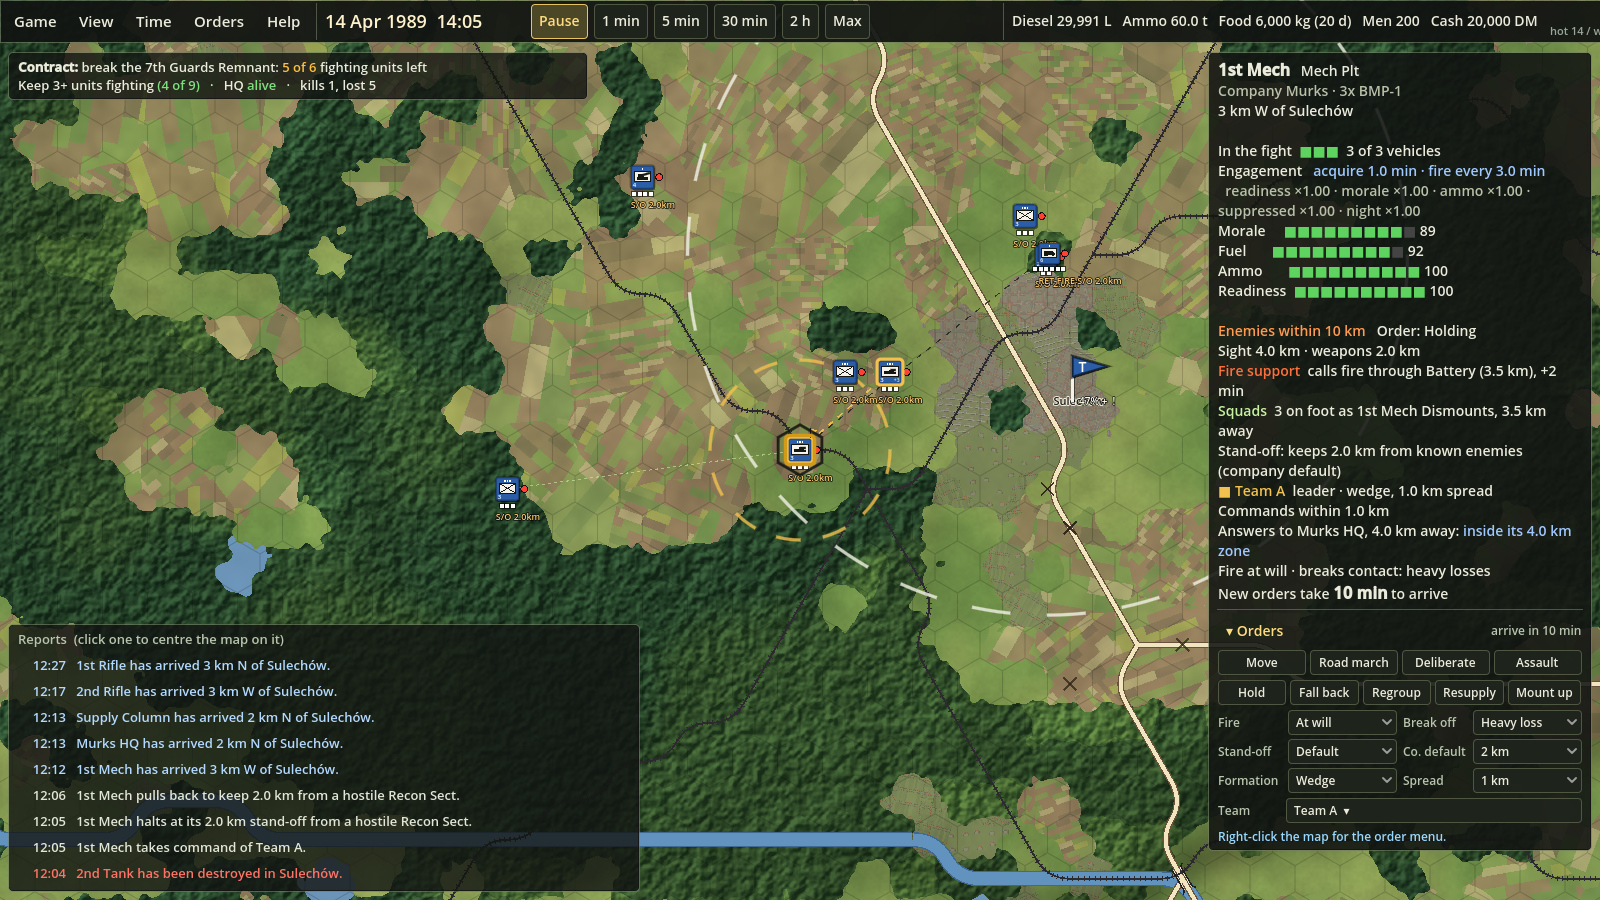 Game View Time Orders Help 14 Apr 1989 14:05 Pause 1 min 5 min 30 min 2 h Max Diesel 29,991 L Ammo 60.0 t Food 6,000 kg (20 d) Men 200 Cash 20,000 DM
hot 14 / w
Contract: break the 7th Guards Remnant: 5 of 6 fighting units left
Keep 3+ units fighting (4 of 9) · HQ alive · kills 1, lost 5
S/O 2.0km
S/O 2.0km
S/O 2.0km
S/O 2.0km
S/O 2.0km
S/O 2.0km
T
1st Mech Mech Plt
Company Murks · 3x BMP-1
3 km W of Sulechów
In the fight 3 of 3 vehicles
Engagement acquire 1.0 min · fire every 3.0 min
readiness ×1.00 · morale ×1.00 · ammo ×1.00 ·
suppressed ×1.00 · night ×1.00
Morale 89
Fuel 92
Ammo 100
Readiness 100
Enemies within 10 km Order: Holding
Sight 4.0 km · weapons 2.0 km
Fire support calls fire through Battery (3.5 km), +2
min
Squads 3 on foot as 1st Mech Dismounts, 3.5 km
away
Stand-off: keeps 2.0 km from known enemies
(company default)
Team A leader · wedge, 1.0 km spread
Commands within 1.0 km
Answers to Murks HQ, 4.0 km away: inside its 4.0 km
zone
Fire at will · breaks contact: heavy losses
New orders take 10 min to arrive
▾ Orders arrive in 10 min
Move Road march Deliberate Assault
Hold Fall back Regroup Resupply Mount up
Fire At will Break off Heavy loss
Stand-off Default Co. default 2 km
Formation Wedge Spread 1 km
Team Team A ▾
Right-click the map for the order menu.
Reports (click one to centre the map on it)
12:27 1st Rifle has arrived 3 km N of Sulechów.
12:17 2nd Rifle has arrived 3 km W of Sulechów.
12:13 Supply Column has arrived 2 km N of Sulechów.
12:13 Murks HQ has arrived 2 km N of Sulechów.
12:12 1st Mech has arrived 3 km W of Sulechów.
12:06 1st Mech pulls back to keep 2.0 km from a hostile Recon Sect.
12:05 1st Mech halts at its 2.0 km stand-off from a hostile Recon Sect.
12:05 1st Mech takes command of Team A.
12:04 2nd Tank has been destroyed in Sulechów.